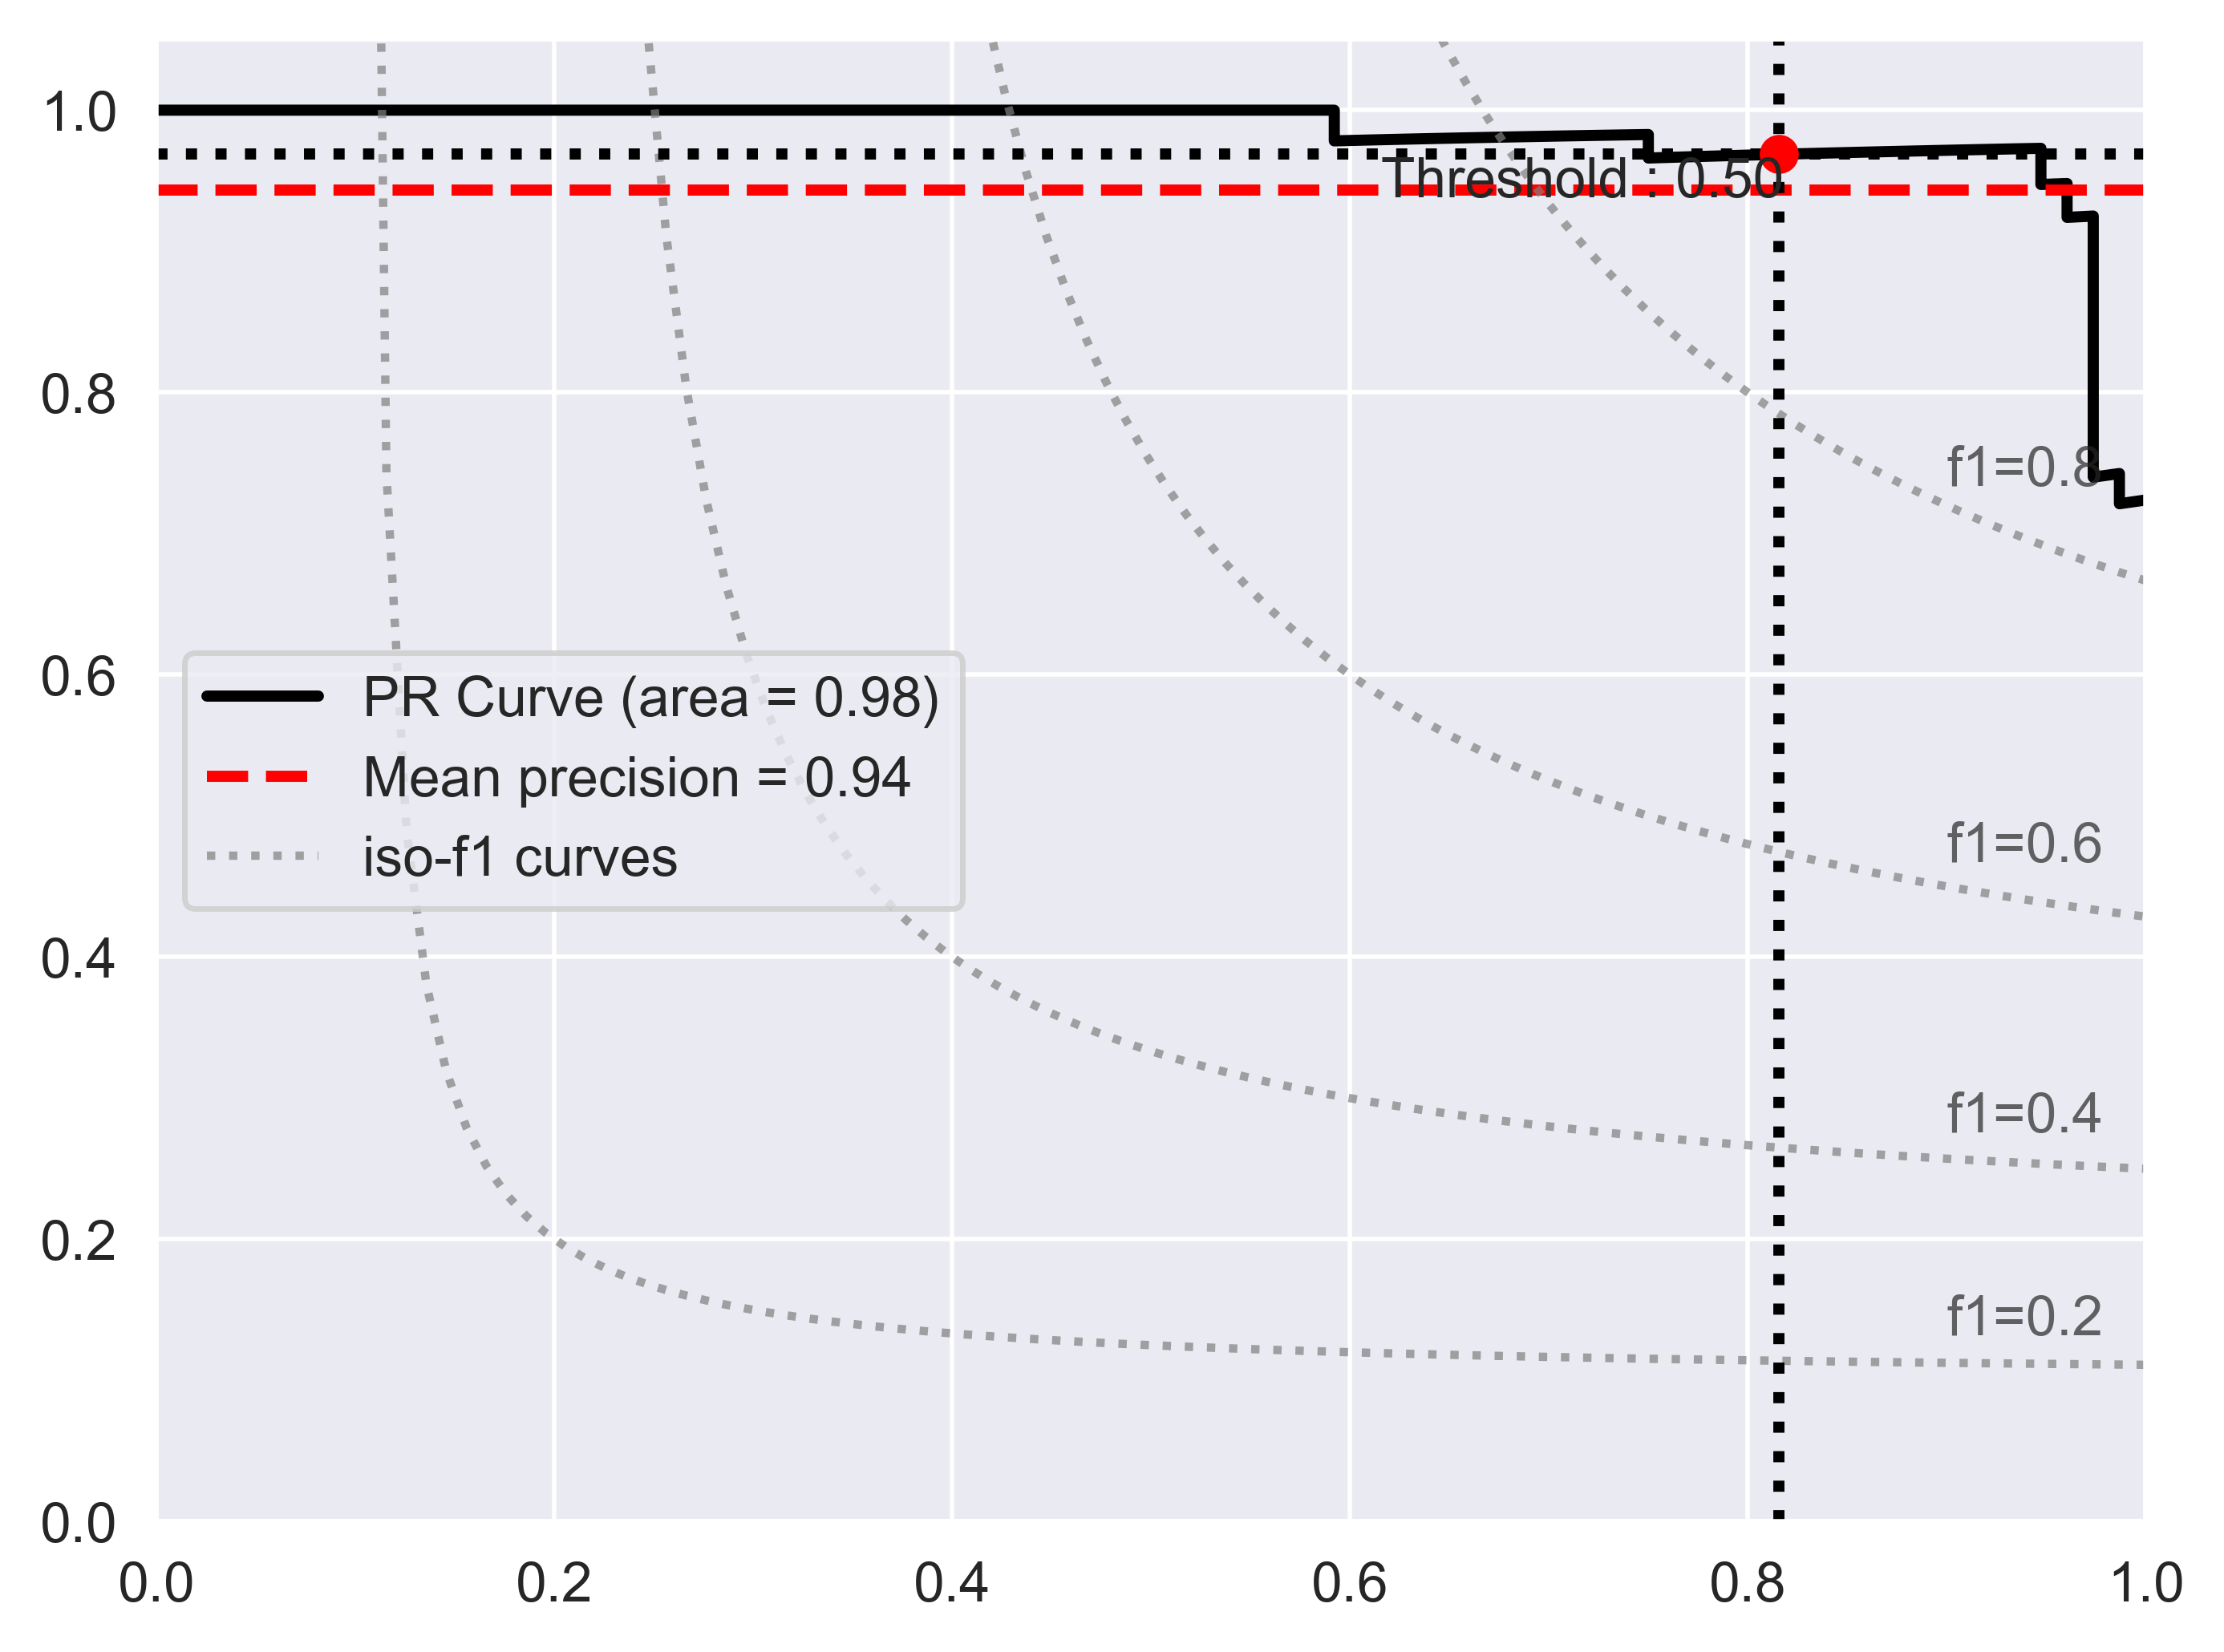 1.0
Threshold : 0.50
0.8
f1=0.8
0.6
PR Curve (area = 0.98)
Mean precision = 0.94
iso-f1 curves
f1=0.6
0.4
f1=0.4
0.2
f1=0.2
0.0
0.0 0.2 0.4 0.6 0.8 1.0